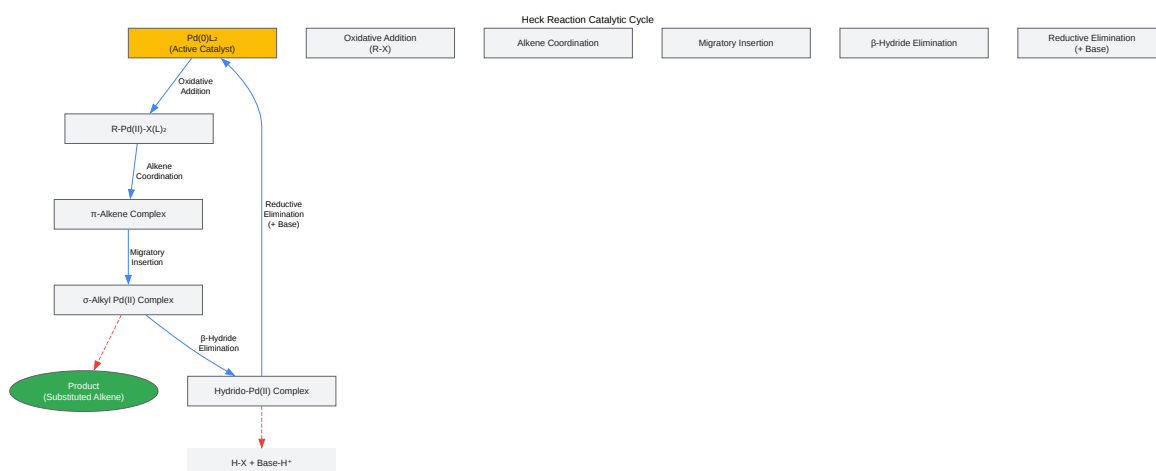 Heck Reaction Catalytic Cycle
Pd(0)L₂
(Active Catalyst)
Oxidative Addition
(R-X)
Alkene Coordination
Migratory Insertion
β-Hydride Elimination
Reductive Elimination
(+ Base)
Oxidative
Addition
R-Pd(II)-X(L)₂
Alkene
Coordination
π-Alkene Complex
Reductive
Elimination
(+ Base)
Migratory
Insertion
σ-Alkyl Pd(II) Complex
β-Hydride
Elimination
Product
(Substituted Alkene)
Hydrido-Pd(II) Complex
H-X + Base-H⁺